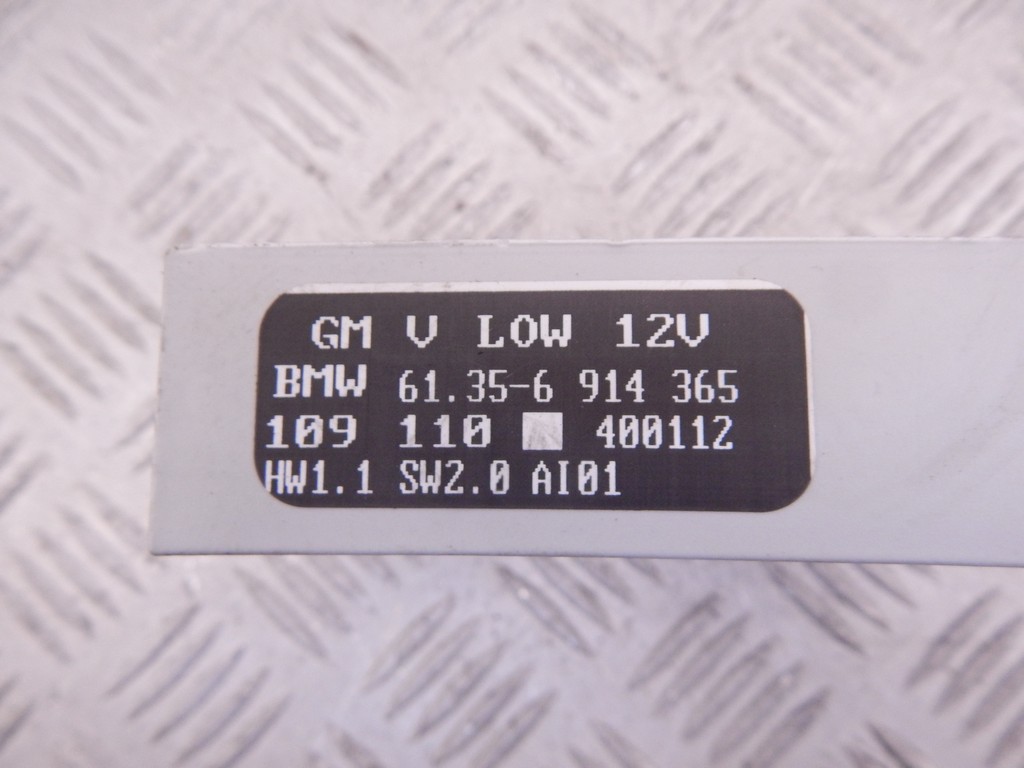 GM V LOW 12V
BMW 61.35-6 914 365
109 110 400112
HW1.1 SW2.0 AI01